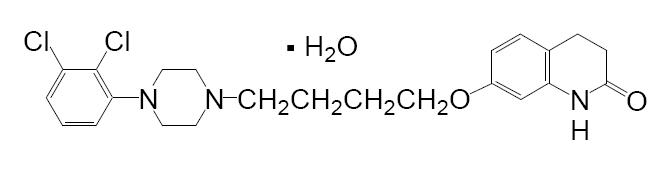 Cl Cl
· H₂O
N N-CH₂CH₂CH₂CH₂O N H O